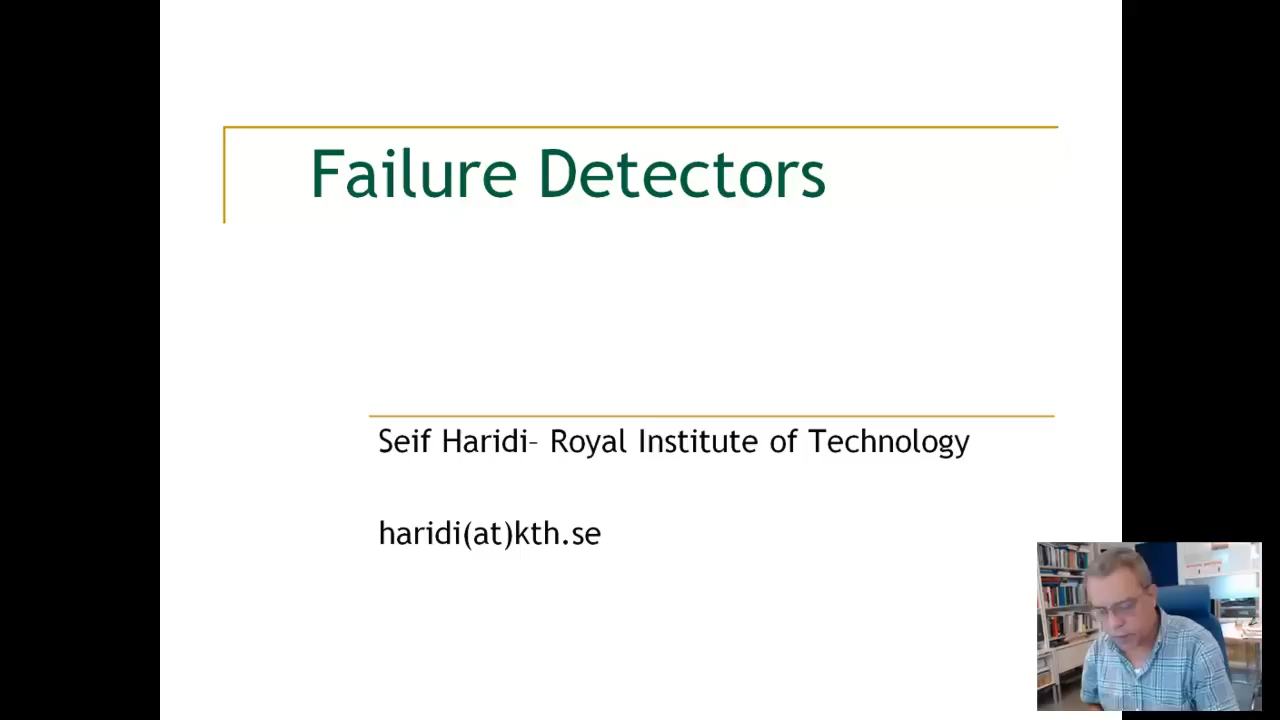 Failure Detectors
Seif Haridi– Royal Institute of Technology
haridi(at)kth.se